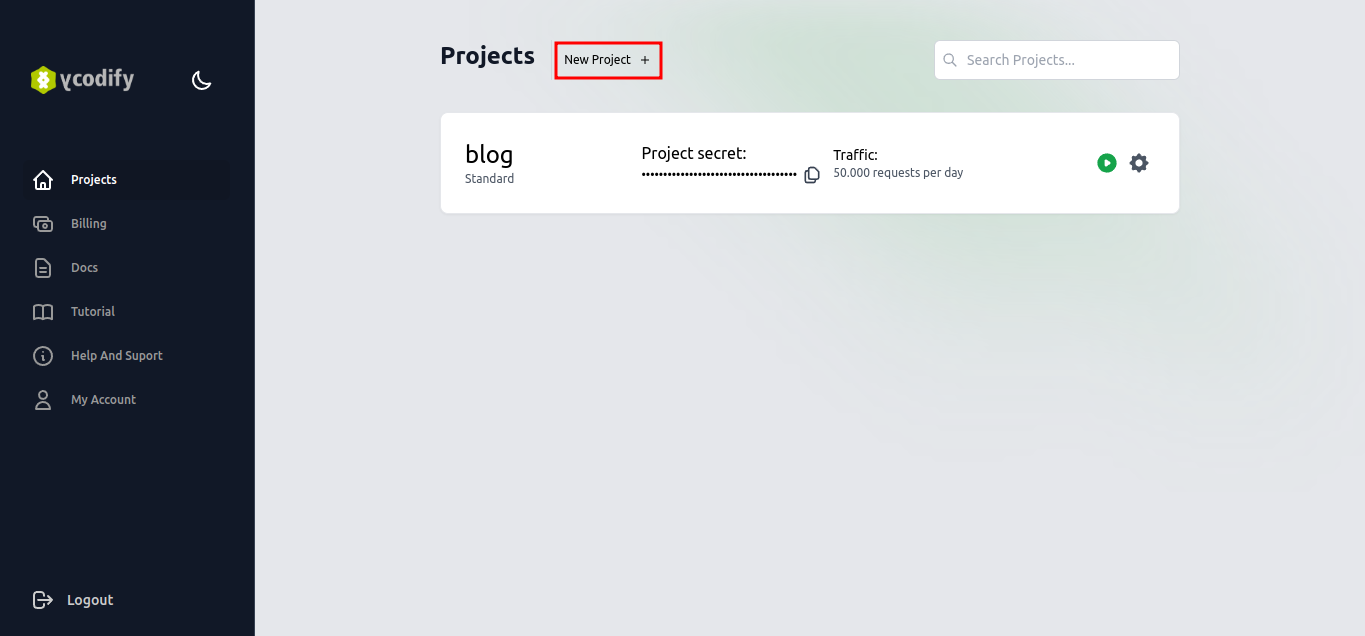 ycodify
Projects
Billing
Docs
Tutorial
Help And Suport
My Account
Logout
Projects
New Project +
Search Projects...
blog
Standard
Project secret:
••••••••••••••••••••••••••••••••••••
Traffic:
50.000 requests per day